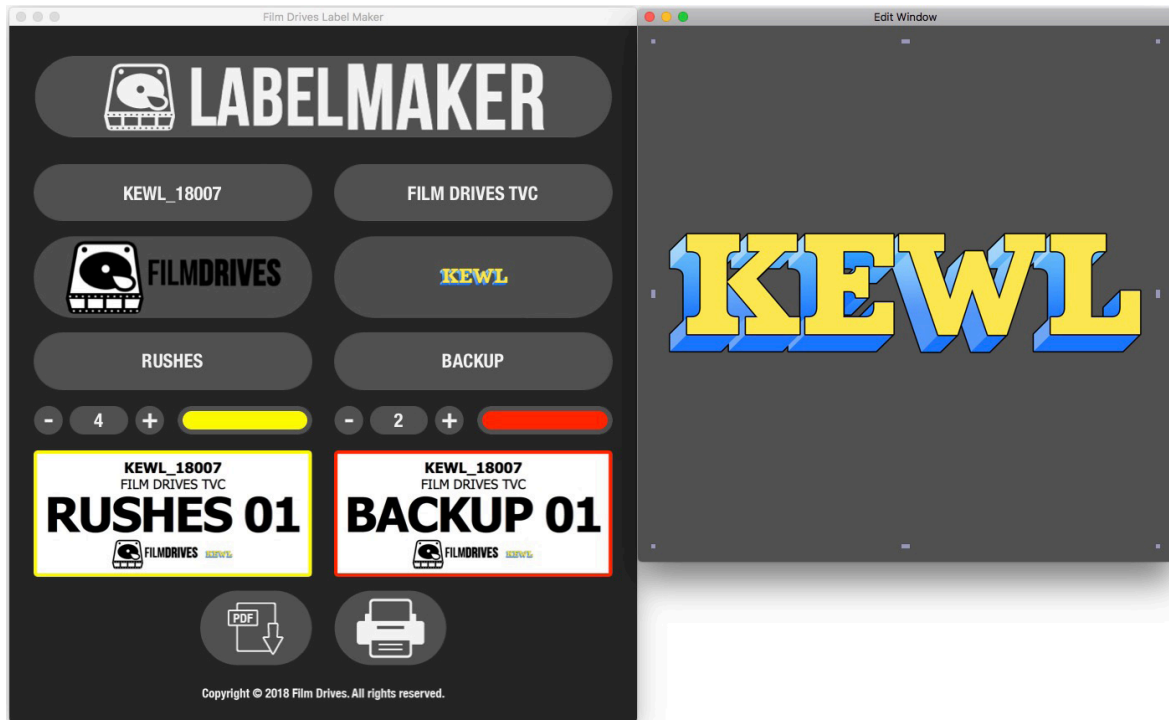 Film Drives Label Maker
LABELMAKER
KEWL_18007
FILM DRIVES TVC
FILMDRIVES
KEWL
RUSHES
BACKUP
- 4 +
- 2 +
KEWL_18007
FILM DRIVES TVC
RUSHES 01
FILMDRIVES KEWL
KEWL_18007
FILM DRIVES TVC
BACKUP 01
FILMDRIVES KEWL
PDF
Copyright © 2018 Film Drives. All rights reserved.
Edit Window
KEWL